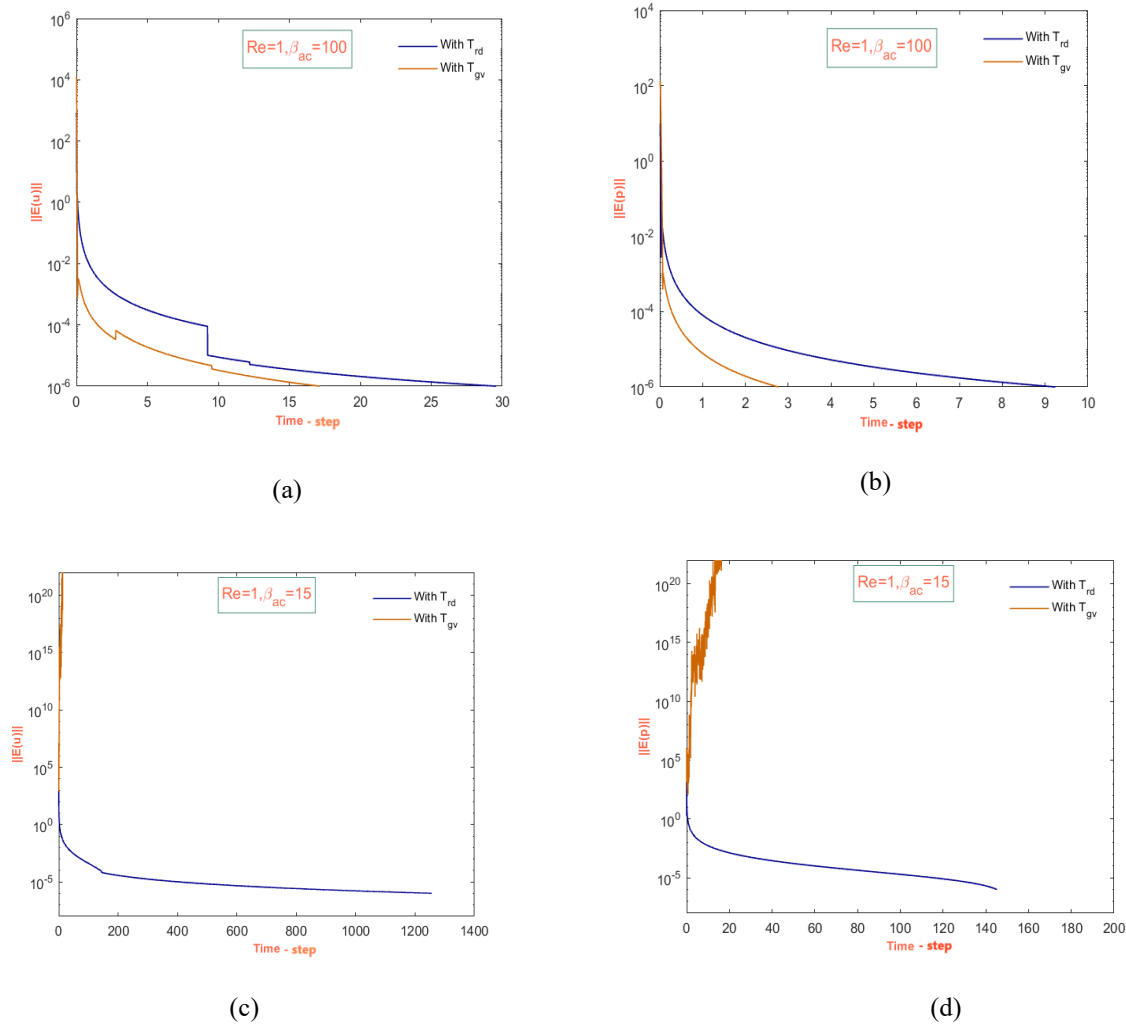 10^6
10^4
10^2
10^0
10^-2
10^-4
10^-6
||E(u)||
Re=1,β_ac=100
With T_rd
With T_gv
0 5 10 15 20 25 30
Time - step
(a)
10^4
10^2
10^0
10^-2
10^-4
10^-6
||E(p)||
Re=1,β_ac=100
With T_rd
With T_gv
0 1 2 3 4 5 6 7 8 9 10
Time - step
(b)
10^20
10^15
10^10
10^5
10^0
10^-5
||E(u)||
Re=1,β_ac=15
With T_rd
With T_gv
0 200 400 600 800 1000 1200 1400
Time - step
(c)
10^20
10^15
10^10
10^5
10^0
10^-5
||E(p)||
Re=1,β_ac=15
With T_rd
With T_gv
0 20 40 60 80 100 120 140 160 180 200
Time - step
(d)